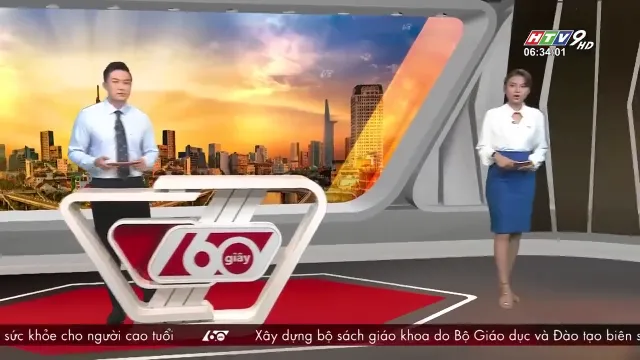 HTV9 HD
06:34:01
60 giây
sức khỏe cho người cao tuổi 60 Xây dựng bộ sách giáo khoa do Bộ Giáo dục và Đào tạo biên s